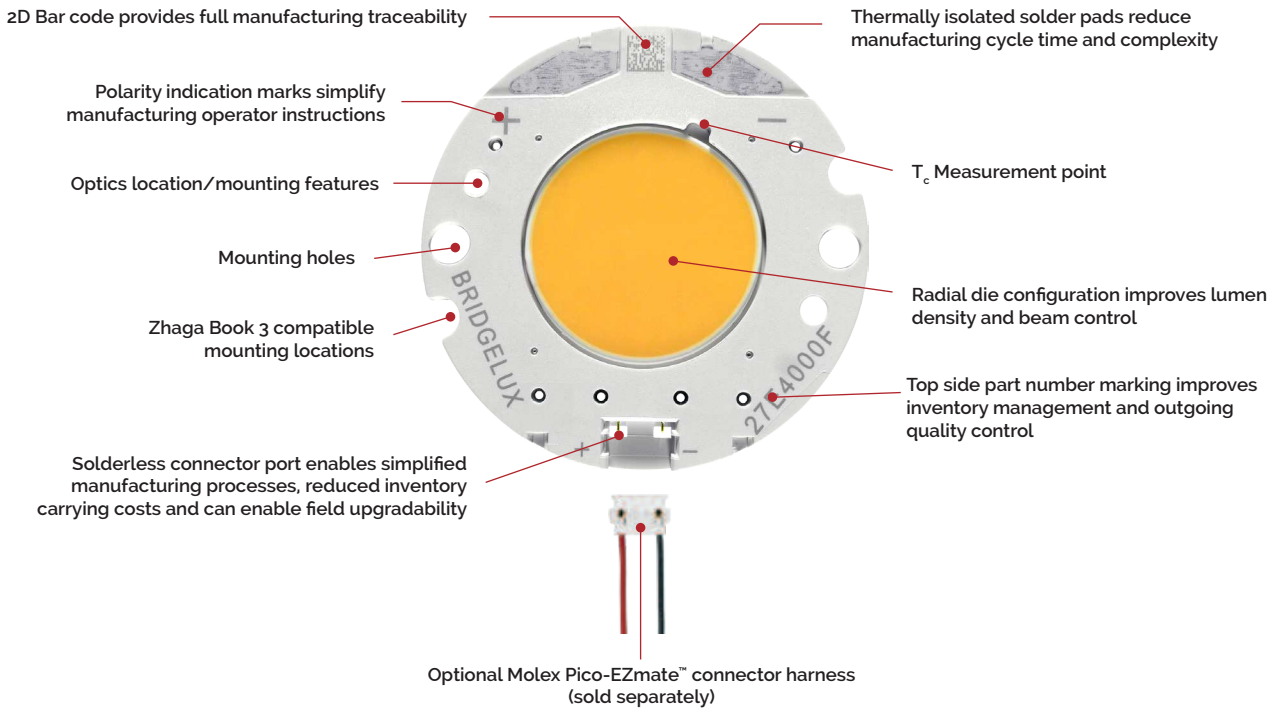 2D Bar code provides full manufacturing traceability
Thermally isolated solder pads reduce
manufacturing cycle time and complexity
Polarity indication marks simplify
manufacturing operator instructions
+
−
Optics location/mounting features
Tc Measurement point
Mounting holes
BRIDGELUX
Zhaga Book 3 compatible
mounting locations
Radial die configuration improves lumen
density and beam control
27E4000F
Top side part number marking improves
inventory management and outgoing
quality control
+
−
Solderless connector port enables simplified
manufacturing processes, reduced inventory
carrying costs and can enable field upgradability
Optional Molex Pico-EZmate™ connector harness
(sold separately)